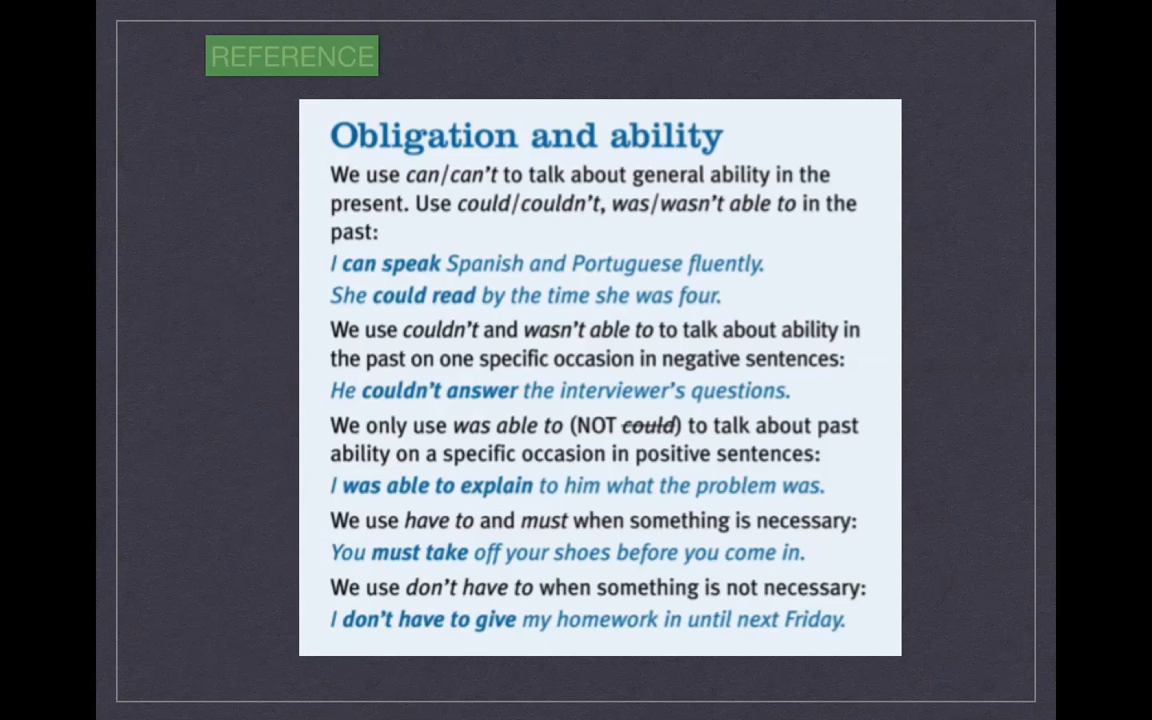 REFERENCE
Obligation and ability
We use can/can't to talk about general ability in the
present. Use could/couldn't, was/wasn't able to in the
past:
I can speak Spanish and Portuguese fluently.
She could read by the time she was four.
We use couldn't and wasn't able to to talk about ability in
the past on one specific occasion in negative sentences:
He couldn't answer the interviewer's questions.
We only use was able to (NOT could) to talk about past
ability on a specific occasion in positive sentences:
I was able to explain to him what the problem was.
We use have to and must when something is necessary:
You must take off your shoes before you come in.
We use don't have to when something is not necessary:
I don't have to give my homework in until next Friday.